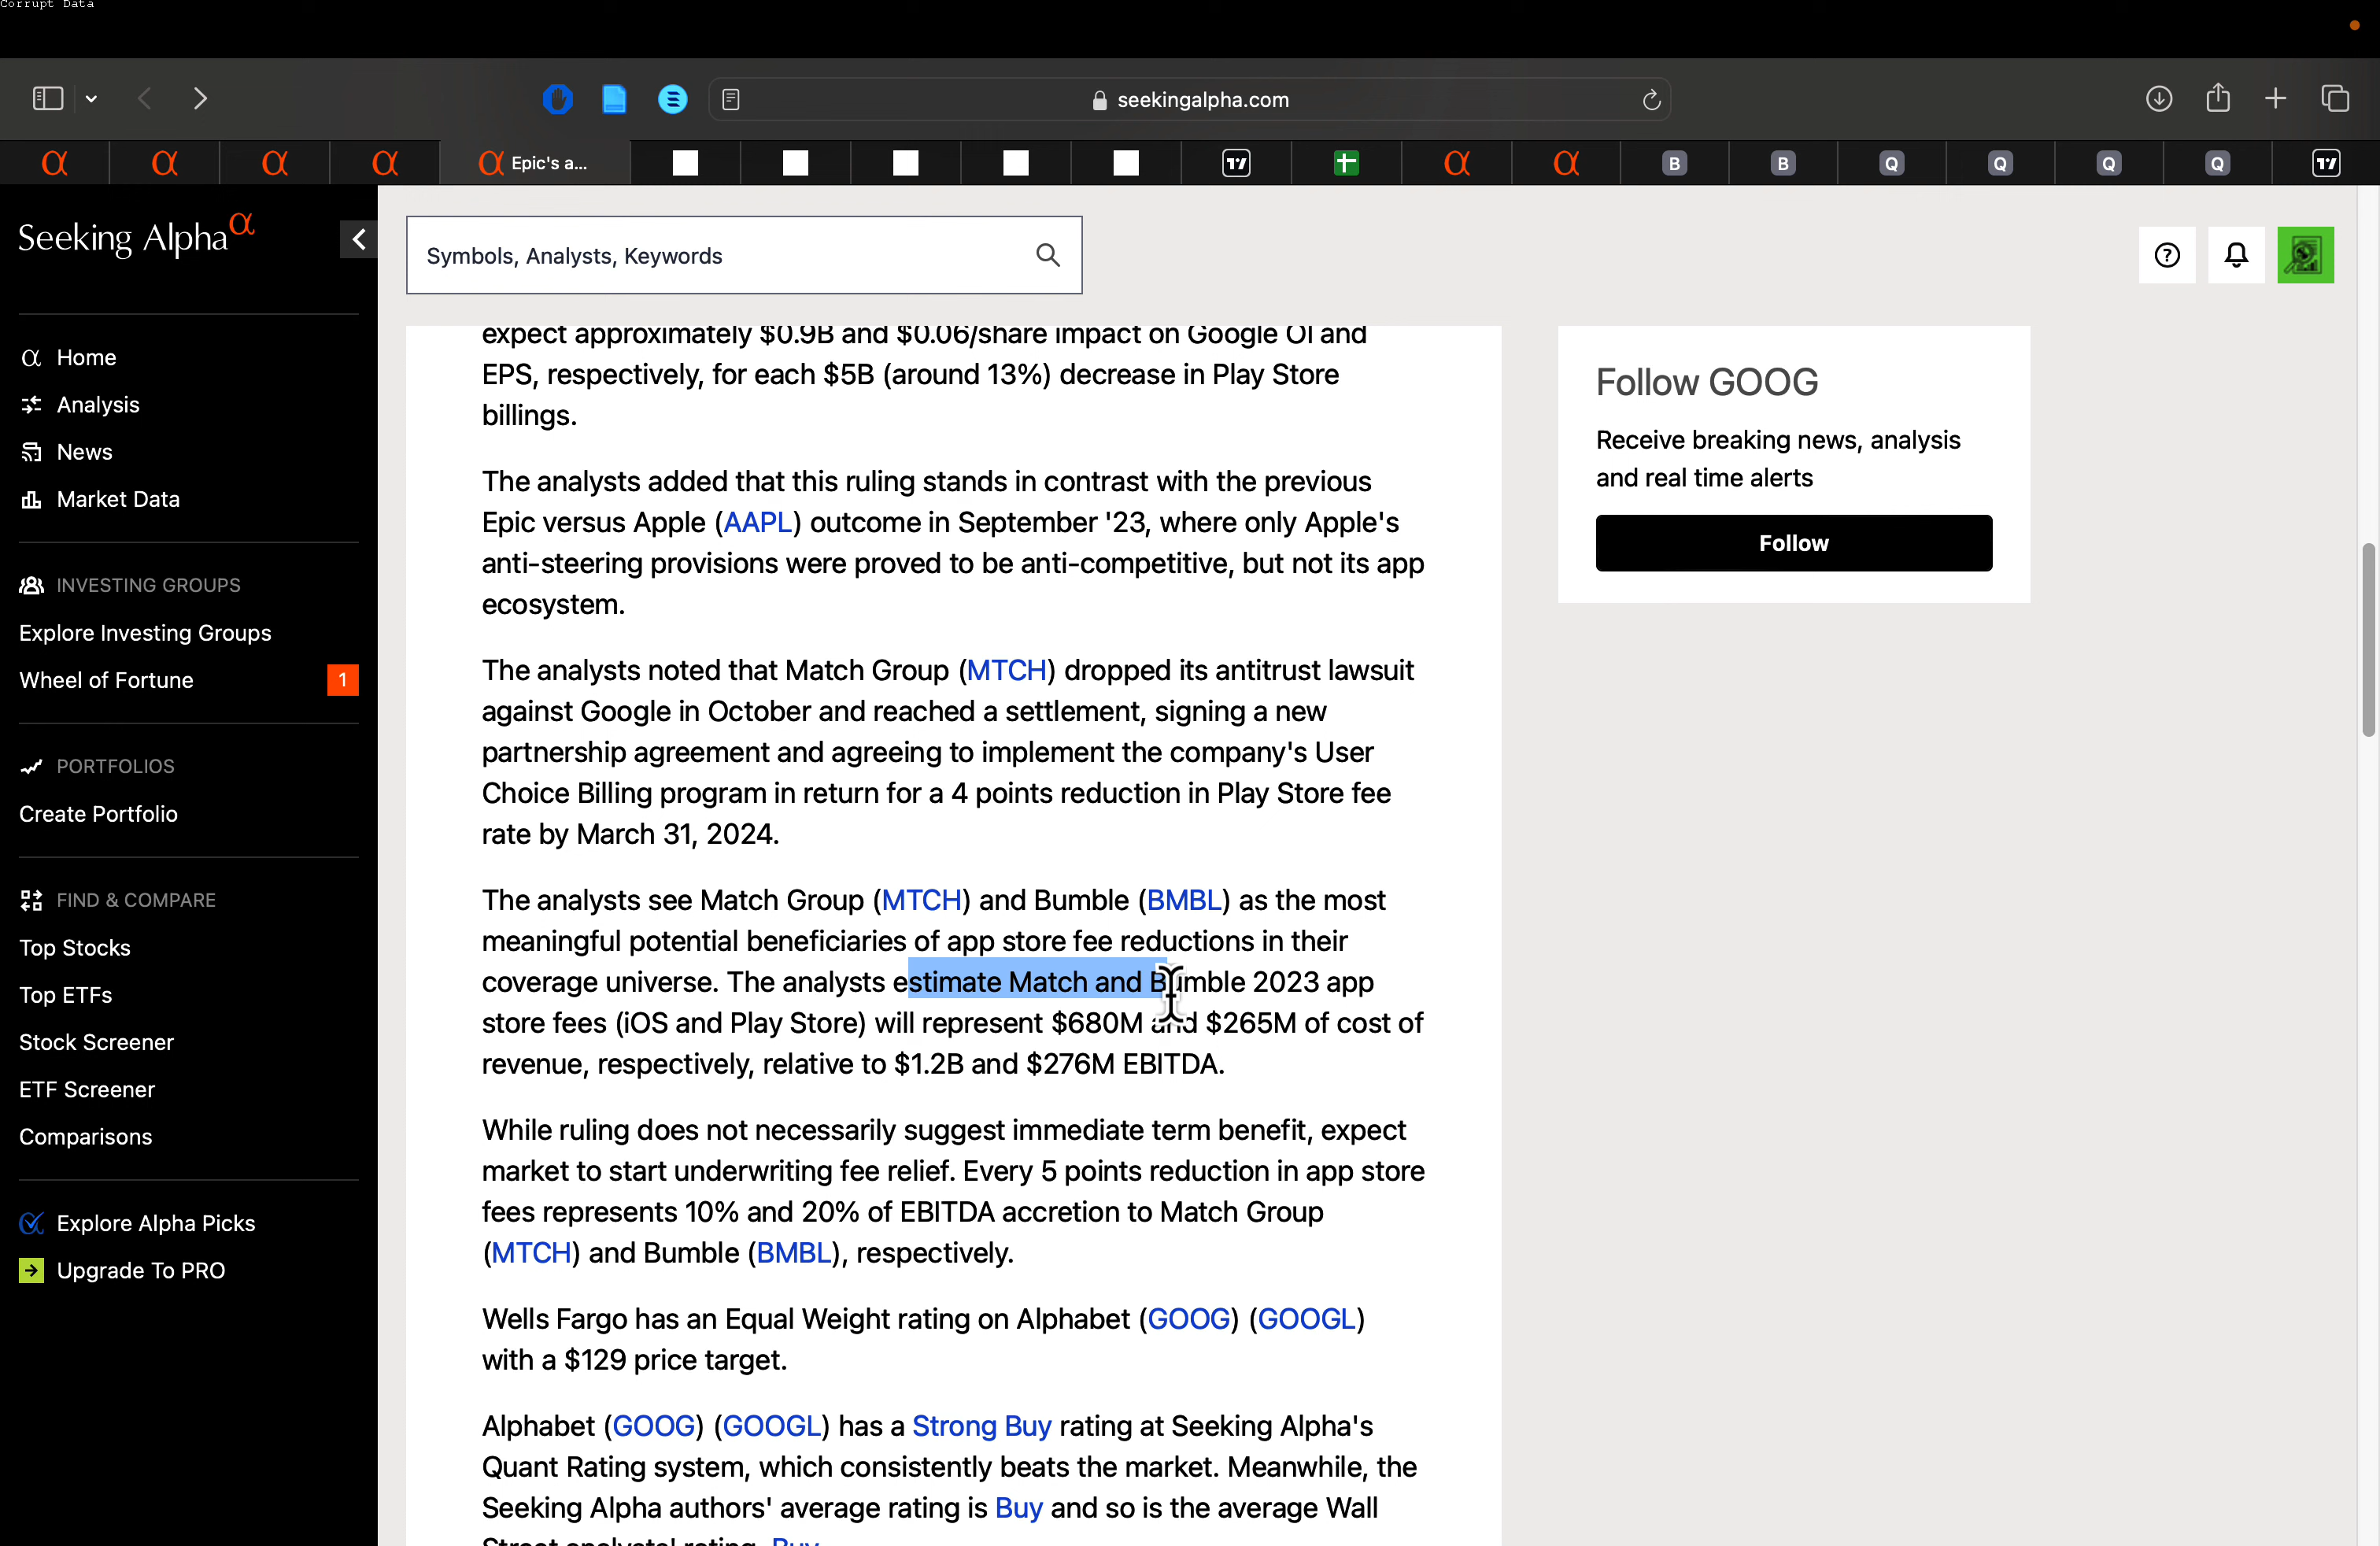 Corrupt Data
seekingalpha.com
Epic's a...
B
B
Q
Q
Q
Q
Seeking Alpha α
Symbols, Analysts, Keywords
Home
Analysis
News
Market Data
INVESTING GROUPS
Explore Investing Groups
Wheel of Fortune 1
PORTFOLIOS
Create Portfolio
FIND & COMPARE
Top Stocks
Top ETFs
Stock Screener
ETF Screener
Comparisons
Explore Alpha Picks
Upgrade To PRO
expect approximately $0.9B and $0.06/share impact on Google OI and
EPS, respectively, for each $5B (around 13%) decrease in Play Store
billings.
The analysts added that this ruling stands in contrast with the previous
Epic versus Apple (AAPL) outcome in September '23, where only Apple's
anti-steering provisions were proved to be anti-competitive, but not its app
ecosystem.
The analysts noted that Match Group (MTCH) dropped its antitrust lawsuit
against Google in October and reached a settlement, signing a new
partnership agreement and agreeing to implement the company's User
Choice Billing program in return for a 4 points reduction in Play Store fee
rate by March 31, 2024.
The analysts see Match Group (MTCH) and Bumble (BMBL) as the most
meaningful potential beneficiaries of app store fee reductions in their
coverage universe. The analysts estimate Match and Bumble 2023 app
store fees (iOS and Play Store) will represent $680M and $265M of cost of
revenue, respectively, relative to $1.2B and $276M EBITDA.
While ruling does not necessarily suggest immediate term benefit, expect
market to start underwriting fee relief. Every 5 points reduction in app store
fees represents 10% and 20% of EBITDA accretion to Match Group
(MTCH) and Bumble (BMBL), respectively.
Wells Fargo has an Equal Weight rating on Alphabet (GOOG) (GOOGL)
with a $129 price target.
Alphabet (GOOG) (GOOGL) has a Strong Buy rating at Seeking Alpha's
Quant Rating system, which consistently beats the market. Meanwhile, the
Seeking Alpha authors' average rating is Buy and so is the average Wall
Street analysts' rating, Buy
Follow GOOG
Receive breaking news, analysis
and real time alerts
Follow